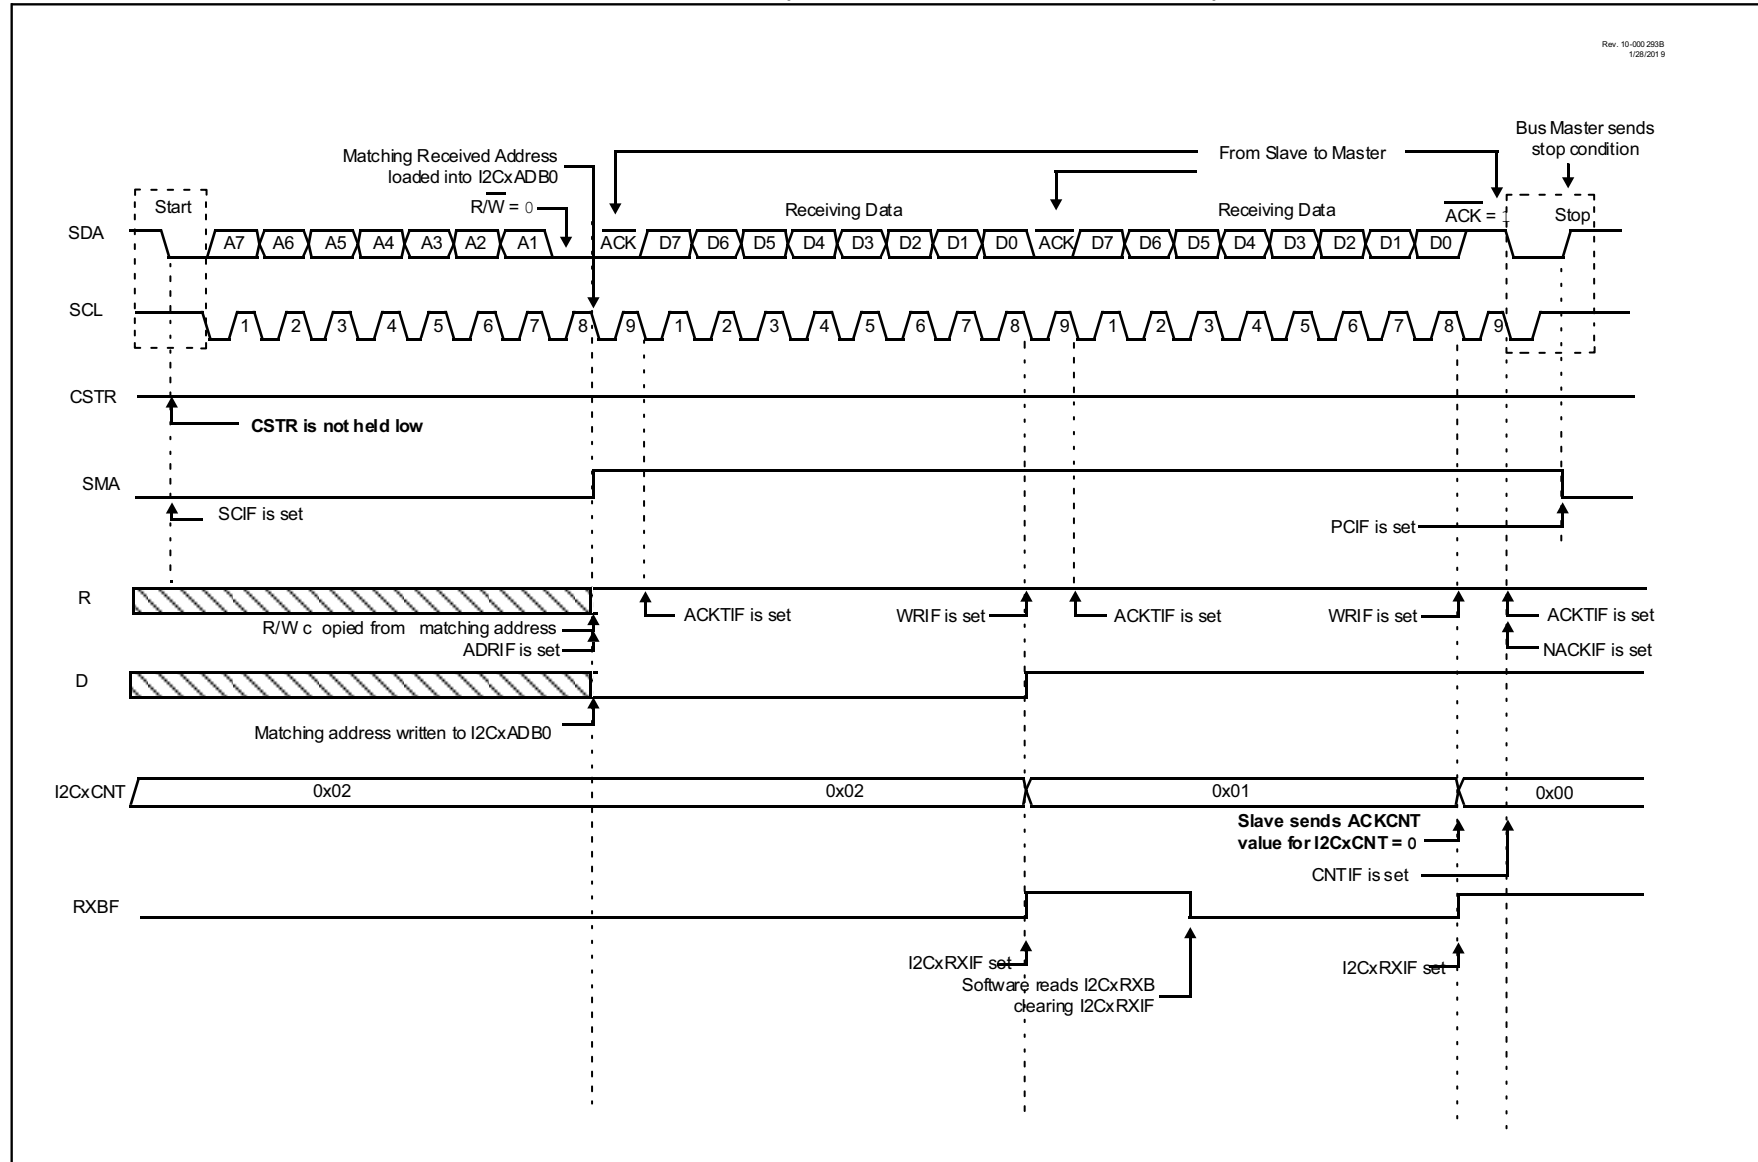 Rev. 10-000 293B
1/28/201 9
Bus Master sends
stop condition
Matching Received Address
loaded into I2CxADB0
From Slave to Master
R/W = 0
Start
Receiving Data
Receiving Data
ACK = 1
Stop
SDA
A7 A6 A5 A4 A3 A2 A1 ACK D7 D6 D5 D4 D3 D2 D1 D0 ACK D7 D6 D5 D4 D3 D2 D1 D0
SCL
1 2 3 4 5 6 7 8 9 1 2 3 4 5 6 7 8 9 1 2 3 4 5 6 7 8 9
CSTR
CSTR is not held low
SMA
SCIF is set
PCIF is set
R
ACKTIF is set
WRIF is set
ACKTIF is set
WRIF is set
ACKTIF is set
R/W c opied from matching address
ADRIF is set
NACKIF is set
D
Matching address written to I2CxADB0
I2CxCNT
0x02
0x02
0x01
0x00
Slave sends ACKCNT
value for I2CxCNT = 0
CNTIF is set
RXBF
I2CxRXIF set
Software reads I2CxRXB
clearing I2CxRXIF
I2CxRXIF set